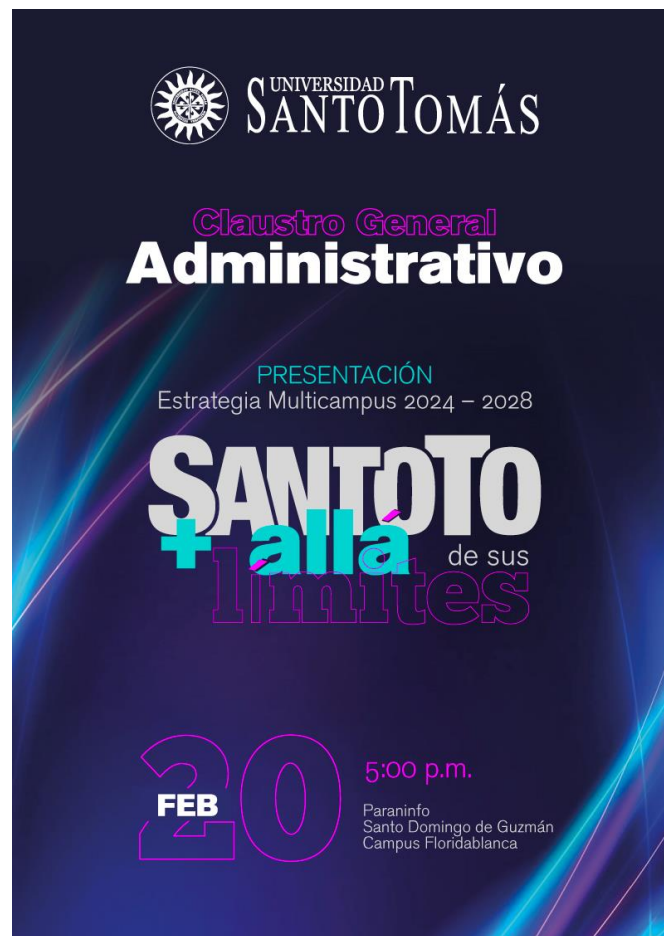 UNIVERSIDAD
SANTO TOMÁS
Claustro General
Administrativo
PRESENTACIÓN
Estrategia Multicampus 2024 – 2028
SANTOTO
+ allá
de sus
límites
20
FEB
5:00 p.m.
Paraninfo
Santo Domingo de Guzmán
Campus Floridablanca